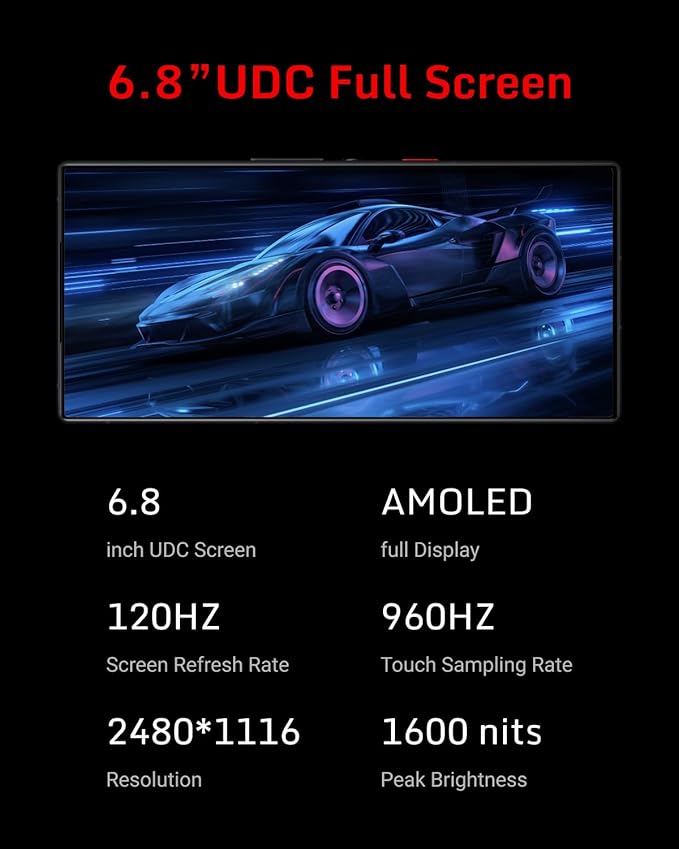 6.8”UDC Full Screen
6.8
inch UDC Screen
AMOLED
full Display
120HZ
Screen Refresh Rate
960HZ
Touch Sampling Rate
2480*1116
Resolution
1600 nits
Peak Brightness